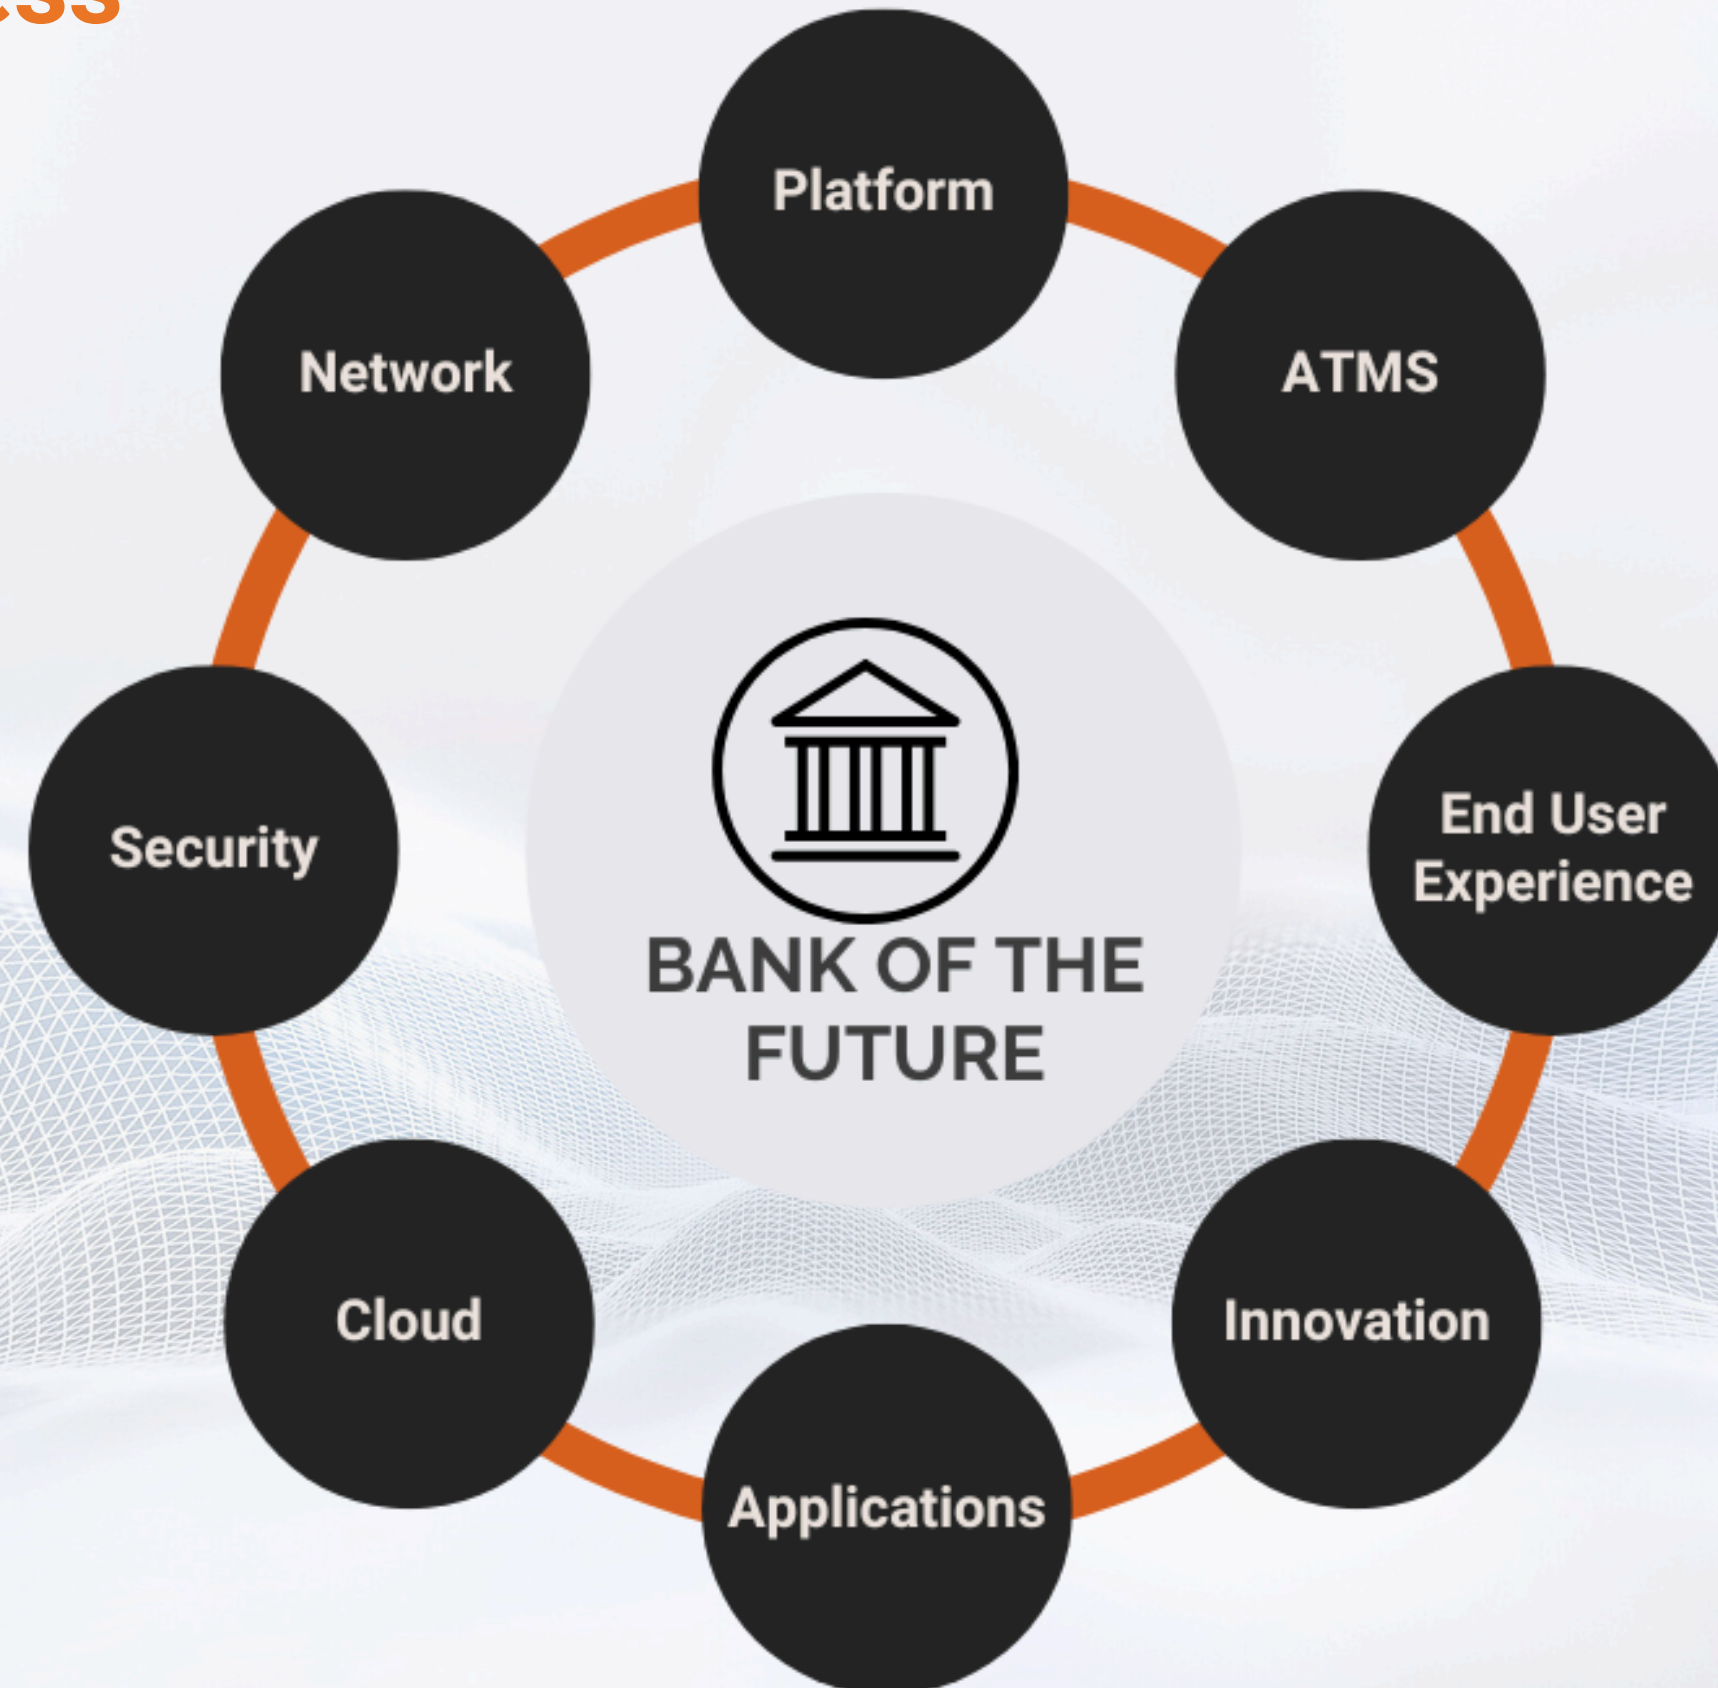 Platform
Network
ATMS
Security
End User
Experience
BANK OF THE
FUTURE
Cloud
Innovation
Applications